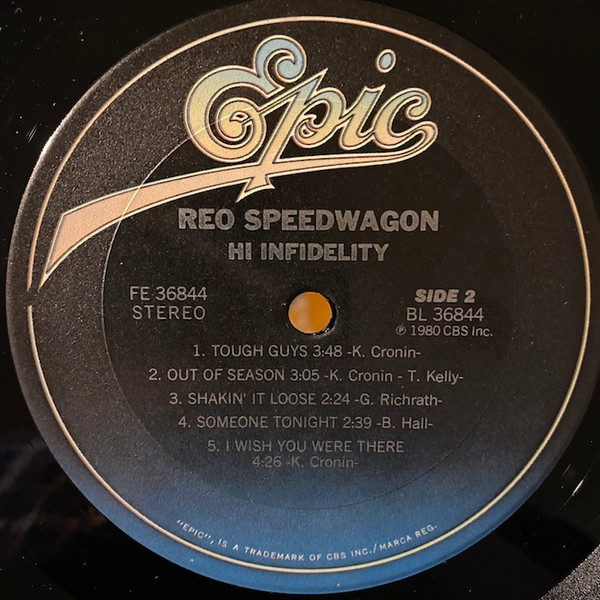 Epic
REO SPEEDWAGON
HI INFIDELITY
FE 36844
STEREO
SIDE 2
BL 36844
℗ 1980 CBS Inc.
1. TOUGH GUYS 3:48 -K. Cronin-
2. OUT OF SEASON 3:05 -K. Cronin - T. Kelly-
3. SHAKIN' IT LOOSE 2:24 -G. Richrath-
4. SOMEONE TONIGHT 2:39 -B. Hall-
5. I WISH YOU WERE THERE
4:26 -K. Cronin-
"EPIC", IS A TRADEMARK OF CBS INC./MARCA REG.